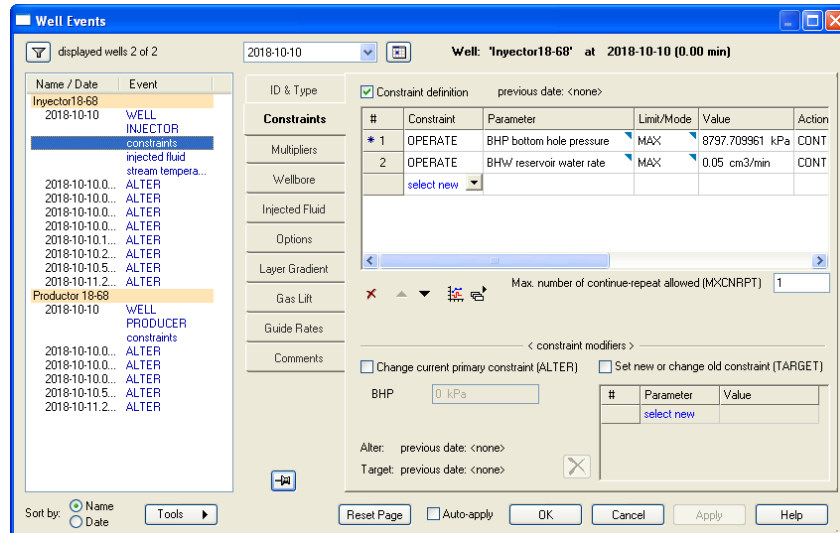 Well Events
displayed wells 2 of 2
2018-10-10
Well: 'Inyector18-68' at 2018-10-10 (0.00 min)
Name / Date Event
Inyector18-68
2018-10-10 WELL
INJECTOR
constraints
injected fluid
stream tempera...
2018-10-10.0... ALTER
2018-10-10.0... ALTER
2018-10-10.0... ALTER
2018-10-10.0... ALTER
2018-10-10.1... ALTER
2018-10-10.2... ALTER
2018-10-10.5... ALTER
2018-10-11.2... ALTER
Productor 18-68
2018-10-10 WELL
PRODUCER
constraints
2018-10-10.0... ALTER
2018-10-10.0... ALTER
2018-10-10.0... ALTER
2018-10-10.5... ALTER
2018-10-11.2... ALTER
Sort by: Name
Date
Tools
ID & Type
Constraints
Multipliers
Wellbore
Injected Fluid
Options
Layer Gradient
Gas Lift
Guide Rates
Comments
Constraint definition previous date: <none>
# Constraint Parameter Limit/Mode Value Action
* 1 OPERATE BHP bottom hole pressure MAX 8797.709961 kPa CONT
2 OPERATE BHW reservoir water rate MAX 0.05 cm3/min CONT
select new
Max. number of continue-repeat allowed (MXCNRPT) 1
< constraint modifiers >
Change current primary constraint (ALTER)
BHP 0 kPa
Alter: previous date: <none>
Target: previous date: <none>
Set new or change old constraint (TARGET)
# Parameter Value
select new
Reset Page Auto-apply OK Cancel Apply Help